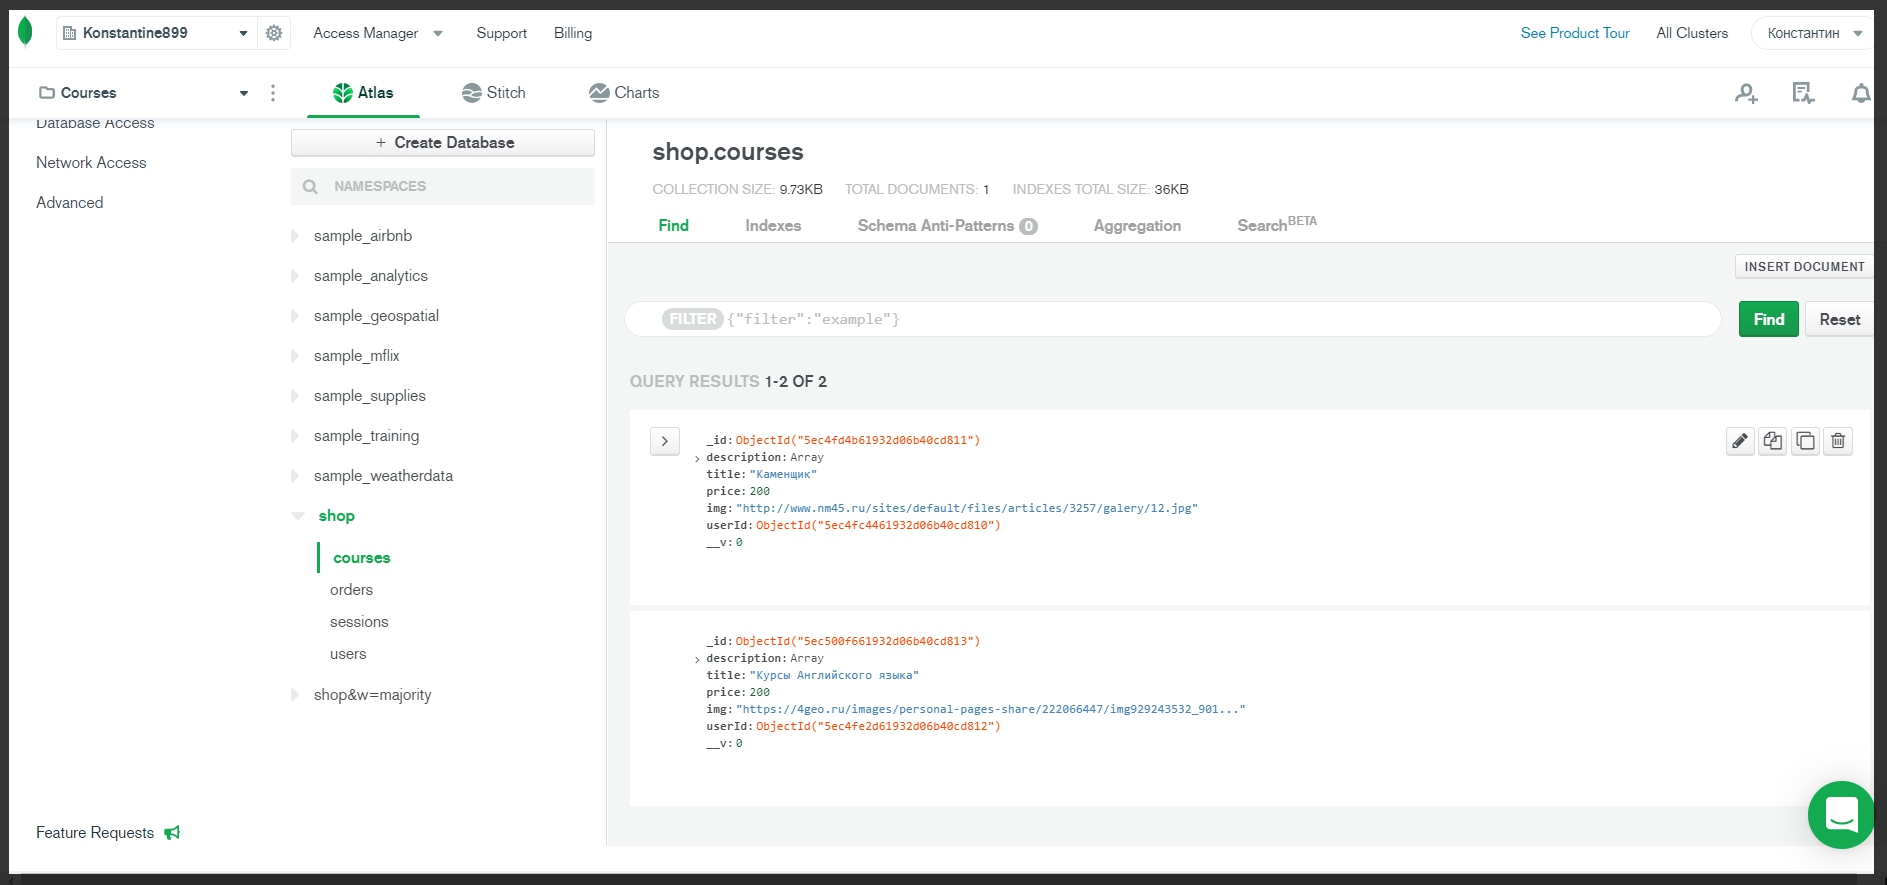 Konstantine899 Access Manager Support Billing See Product Tour All Clusters Константин
Courses Atlas Stitch Charts
Database Access
Network Access
Advanced
Feature Requests
+ Create Database
NAMESPACES
sample_airbnb
sample_analytics
sample_geospatial
sample_mflix
sample_supplies
sample_training
sample_weatherdata
shop
courses
orders
sessions
users
shop&w=majority
shop.courses
COLLECTION SIZE: 9.73KB TOTAL DOCUMENTS: 1 INDEXES TOTAL SIZE: 36KB
Find Indexes Schema Anti-Patterns 0 Aggregation Search BETA
INSERT DOCUMENT
FILTER {"filter":"example"} Find Reset
QUERY RESULTS 1-2 OF 2
_id: ObjectId("5ec4fd4b61932d06b40cd811")
description: Array
title: "Каменщик"
price: 200
img: "http://www.nm45.ru/sites/default/files/articles/3257/galery/12.jpg"
userId: ObjectId("5ec4fc4461932d06b40cd810")
__v: 0
_id: ObjectId("5ec500f661932d06b40cd813")
description: Array
title: "Курсы Английского языка"
price: 200
img: "https://4geo.ru/images/personal-pages-share/222066447/img929243532_901..."
userId: ObjectId("5ec4fe2d61932d06b40cd812")
__v: 0